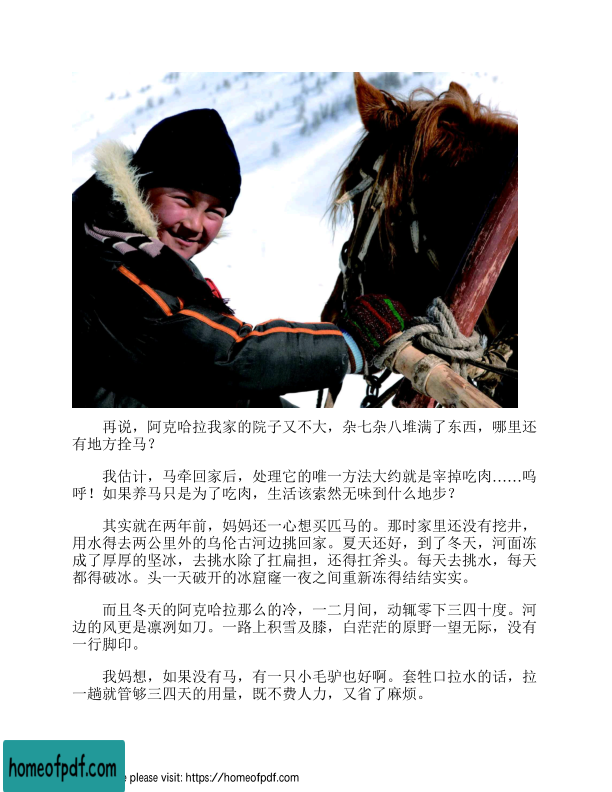 再说，阿克哈拉我家的院子又不大，杂七杂八堆满了东西，哪里还
有地方拴马？
我估计，马牵回家后，处理它的唯一方法大约就是宰掉吃肉……呜
呼！如果养马只是为了吃肉，生活该索然无味到什么地步？
其实就在两年前，妈妈还一心想买匹马的。那时家里还没有挖井，
用水得去两公里外的乌伦古河边挑回家。夏天还好，到了冬天，河面冻
成了厚厚的坚冰，去挑水除了扛扁担，还得扛斧头。每天去挑水，每天
都得破冰。头一天破开的冰窟窿一夜之间重新冻得结结实实。
而且冬天的阿克哈拉那么的冷，一二月间，动辄零下三四十度。河
边的风更是凛冽如刀。一路上积雪及膝，白茫茫的原野一望无际，没有
一行脚印。
我妈想，如果没有马，有一只小毛驴也好啊。套牲口拉水的话，拉
一趟就管够三四天的用量，既不费人力，又省了麻烦。
homeofpdf.com
e please visit: https://homeofpdf.com